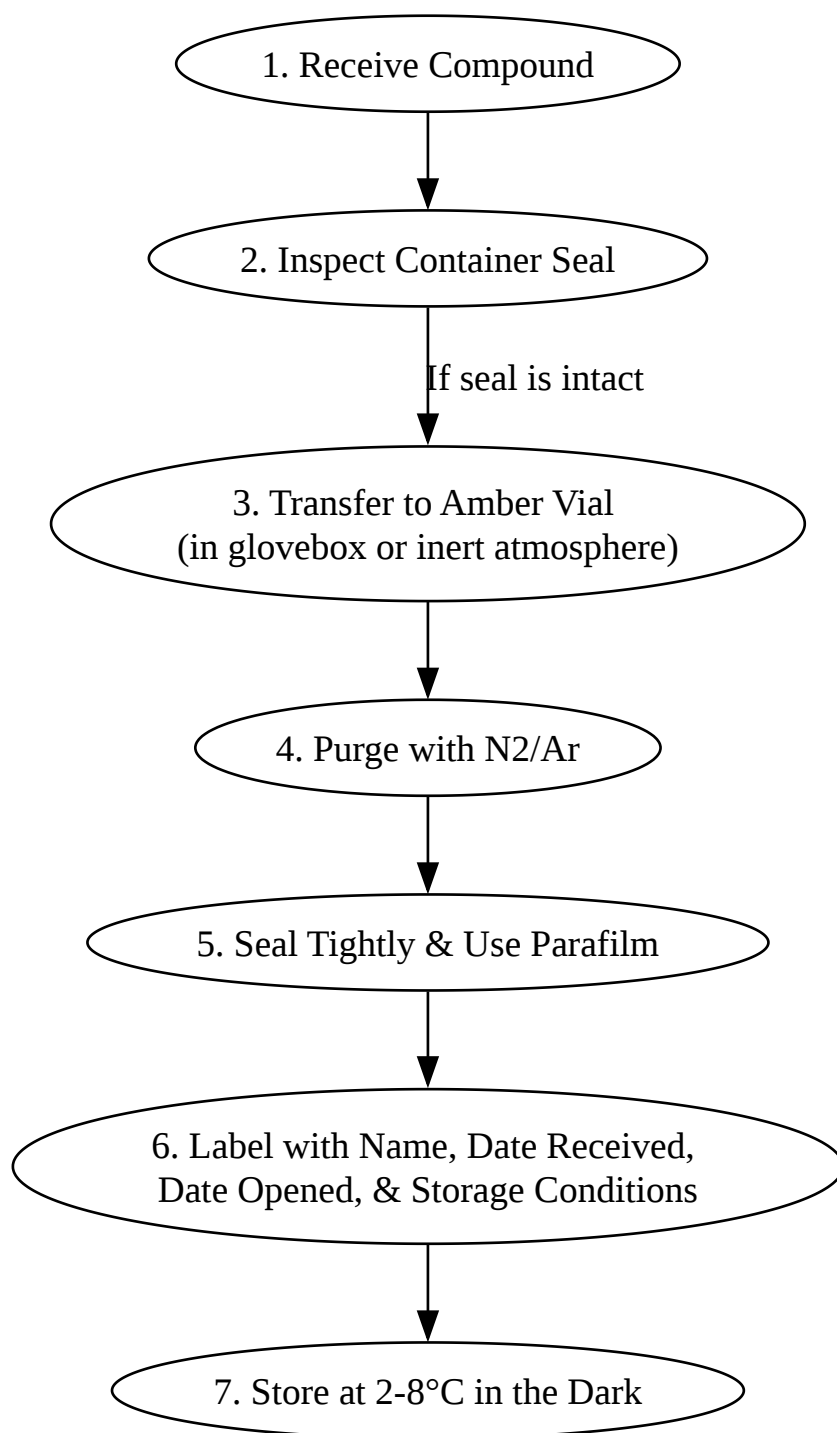 1. Receive Compound
2. Inspect Container Seal
If seal is intact
3. Transfer to Amber Vial
(in glovebox or inert atmosphere)
4. Purge with N2/Ar
5. Seal Tightly & Use Parafilm
6. Label with Name, Date Received,
Date Opened, & Storage Conditions
7. Store at 2-8°C in the Dark